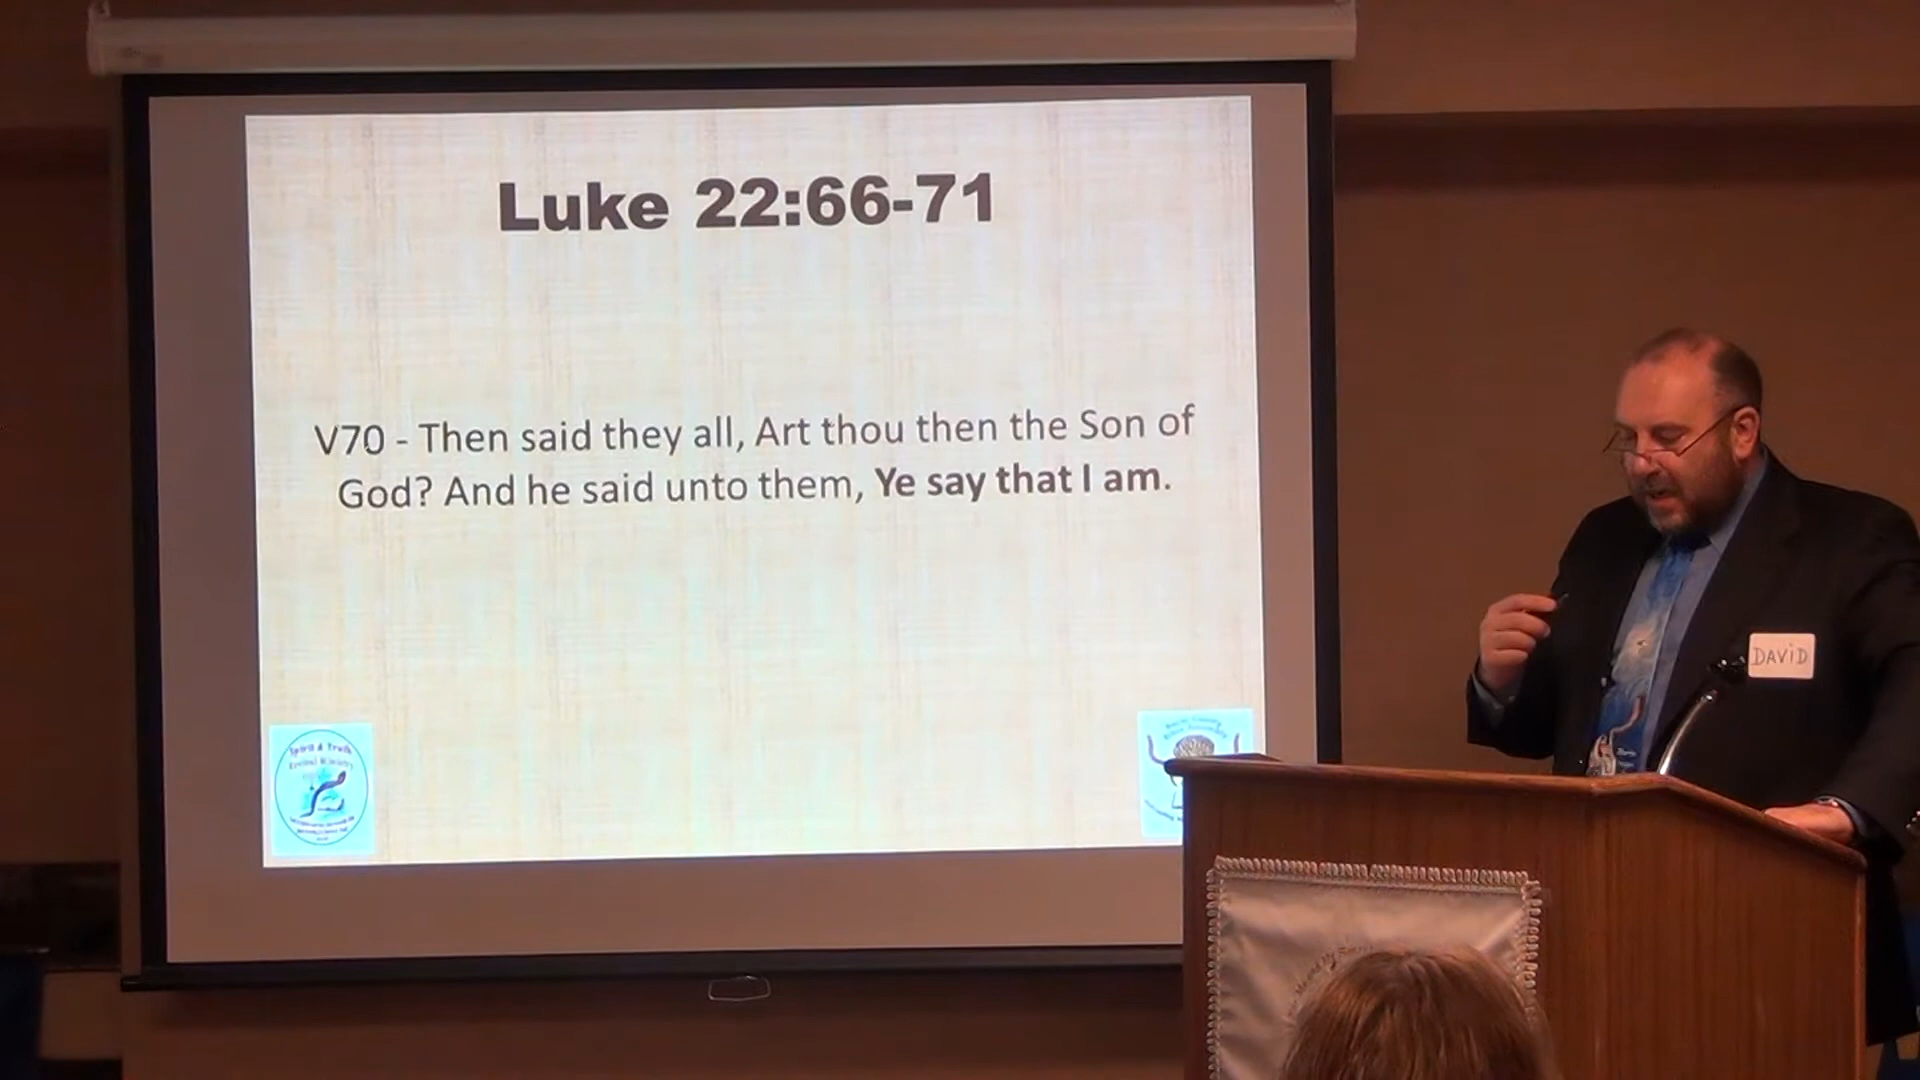 Luke 22:66-71
V70 - Then said they all, Art thou then the Son of
God? And he said unto them, Ye say that I am.
Spirit & Truth
DAVID